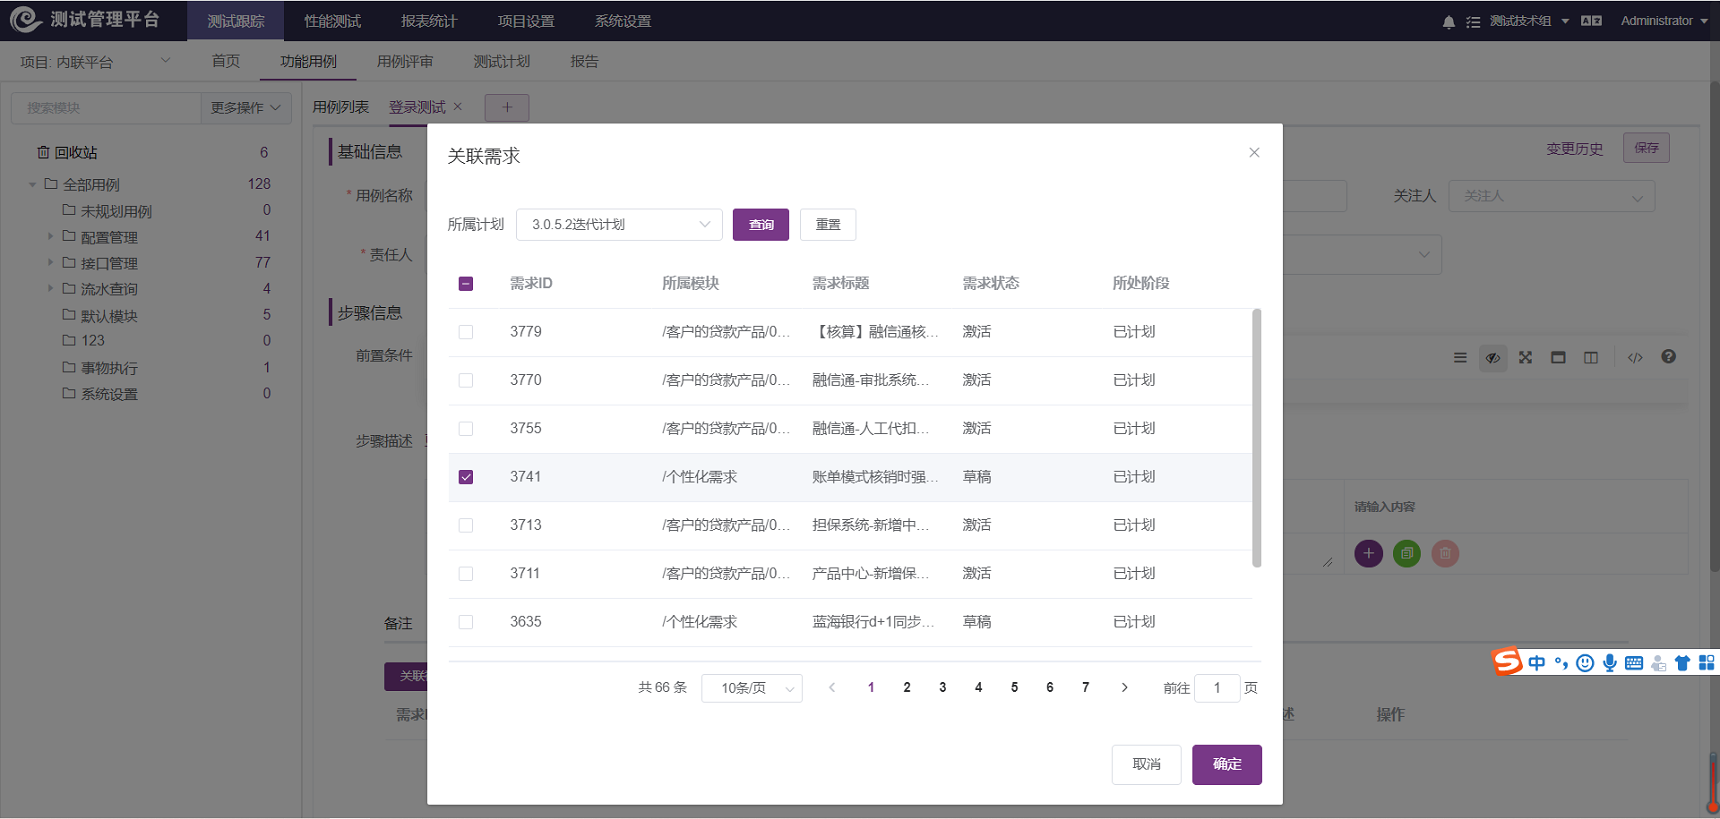 测试管理平台 测试跟踪 性能测试 报表统计 项目设置 系统设置 测试技术组 Administrator
项目: 内联平台 首页 功能用例 用例评审 测试计划 报告
搜索模块 更多操作 用例列表 登录测试 × +
回收站 6
全部用例 128
未规划用例 0
配置管理 41
接口管理 77
流水查询 4
默认模块 5
123 0
事物执行 1
系统设置 0
基础信息 变更历史 保存
* 用例名称 关注人 关注人
* 责任人
步骤信息
前置条件
步骤描述
请输入内容
备注
操作
关联需求
所属计划 3.0.5.2迭代计划 查询 重置
需求ID 所属模块 需求标题 需求状态 所处阶段
3779 /客户的贷款产品/0... 【核算】融信通核... 激活 已计划
3770 /客户的贷款产品/0... 融信通-审批系统... 激活 已计划
3755 /客户的贷款产品/0... 融信通-人工代扣... 激活 已计划
3741 /个性化需求 账单模式核销时强... 草稿 已计划
3713 /客户的贷款产品/0... 担保系统-新增中... 激活 已计划
3711 /客户的贷款产品/0... 产品中心-新增保... 激活 已计划
3635 /个性化需求 蓝海银行d+1同步... 草稿 已计划
共 66 条 10条/页 1 2 3 4 5 6 7 前往 1 页
取消 确定
中